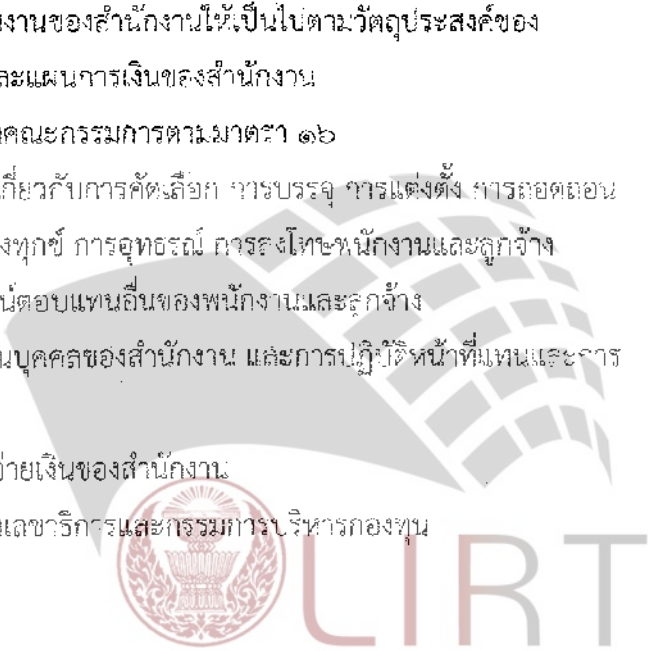 งานของสำนักงานให้เป็นไปตามวัตถุประสงค์ของ
ละแผนการเงินของสำนักงาน
คณะกรรมการตามมาตรา ๑๖
เกี่ยวกับการคัดเลือก การบรรจุ การแต่งตั้ง การถอดถอน
งทุกข์ การอุทธรณ์ การลงโทษพนักงานและลูกจ้าง
น์ตอบแทนอื่นของพนักงานและลูกจ้าง
นบุคคลของสำนักงาน และการปฏิบัติหน้าที่แทนและการ
จ่ายเงินของสำนักงาน
เลขาธิการและกรรมการบริหารกองทุน
LIRT